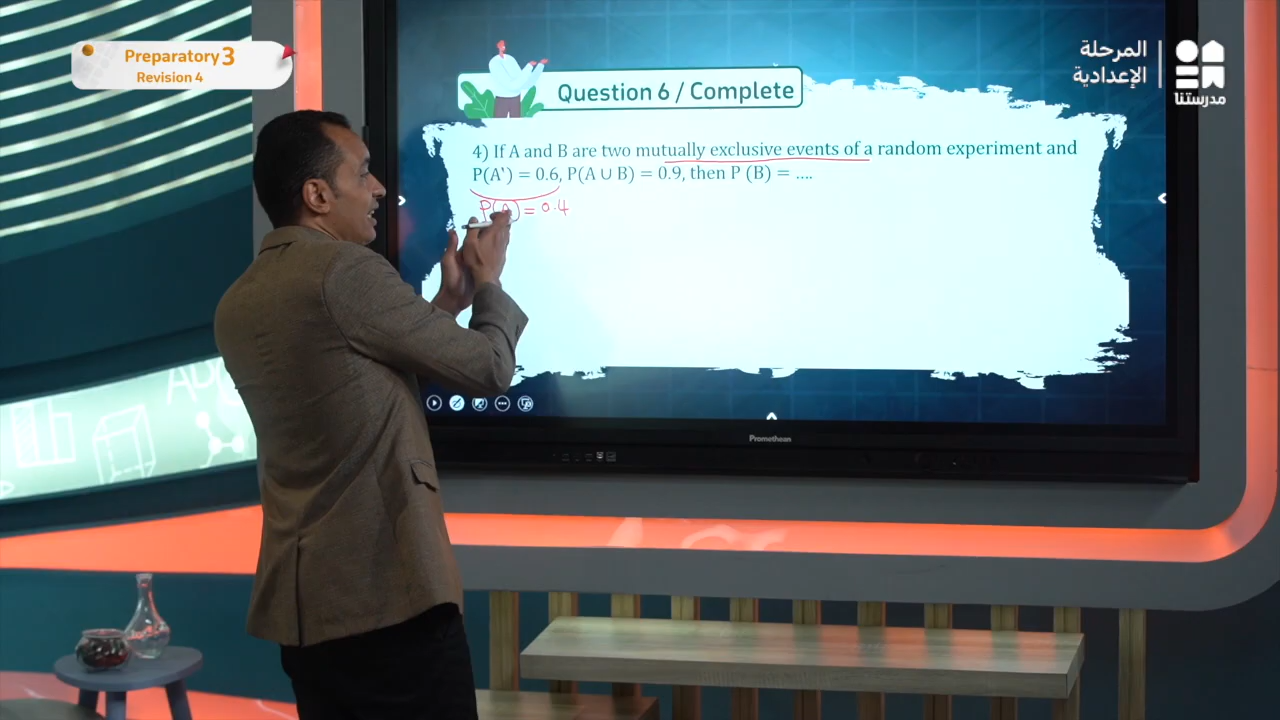 Preparatory 3
Revision 4
المرحلة
الإعدادية
مدرستنا
Question 6 / Complete
4) If A and B are two mutually exclusive events of a random experiment and
P(A') = 0.6, P(A ∪ B) = 0.9, then P (B) = ....
P(A) = 0.4
Promethean